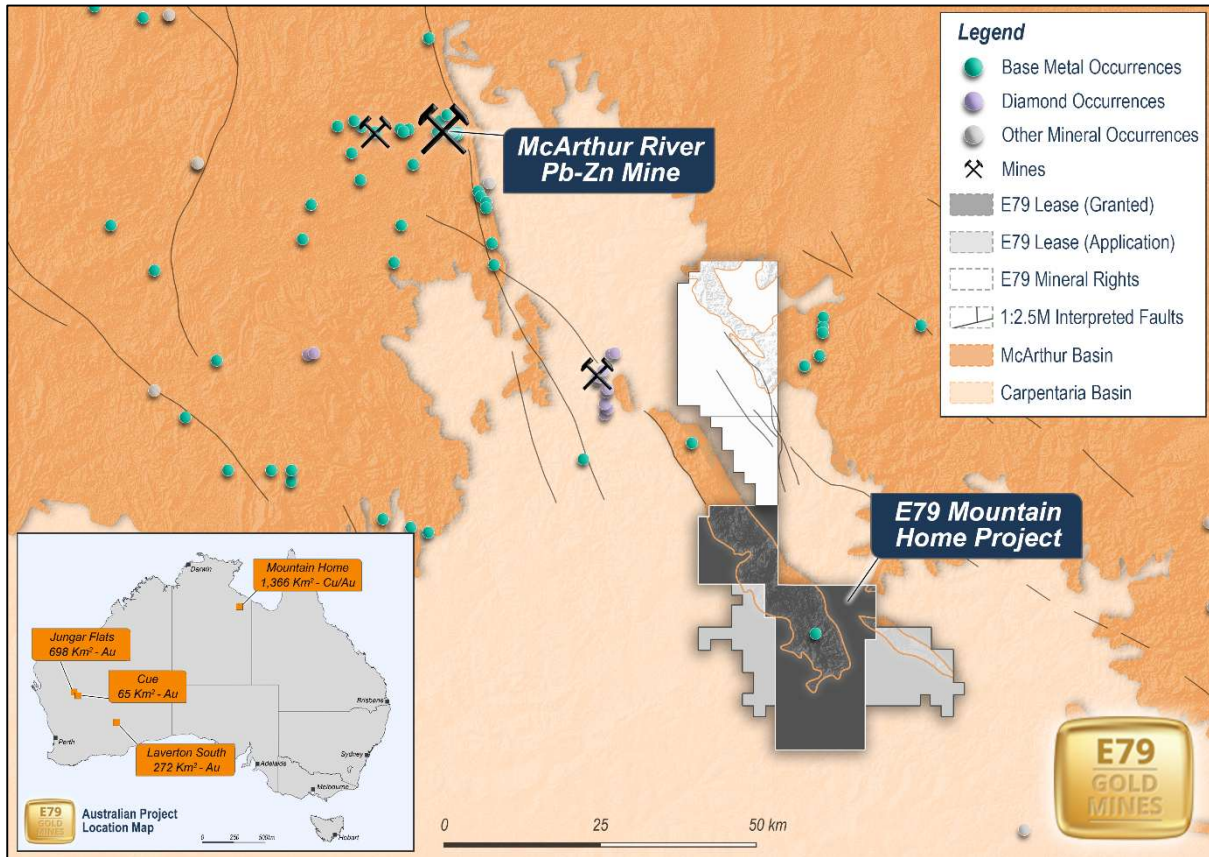 Legend
Base Metal Occurrences
Diamond Occurrences
Other Mineral Occurrences
Mines
E79 Lease (Granted)
E79 Lease (Application)
E79 Mineral Rights
1:2.5M Interpreted Faults
McArthur Basin
Carpentaria Basin
McArthur River
Pb-Zn Mine
E79 Mountain
Home Project
Darwin
Mountain Home
1,366 Km² - Cu/Au
Jungar Flats
698 Km² - Au
Cue
65 Km² - Au
Laverton South
272 Km² - Au
Brisbane
Perth
Sydney
Adelaide
Melbourne
Hobart
E79
GOLD
MINES
Australian Project
Location Map
0 250 500km
0 25 50 km
E79
GOLD
MINES